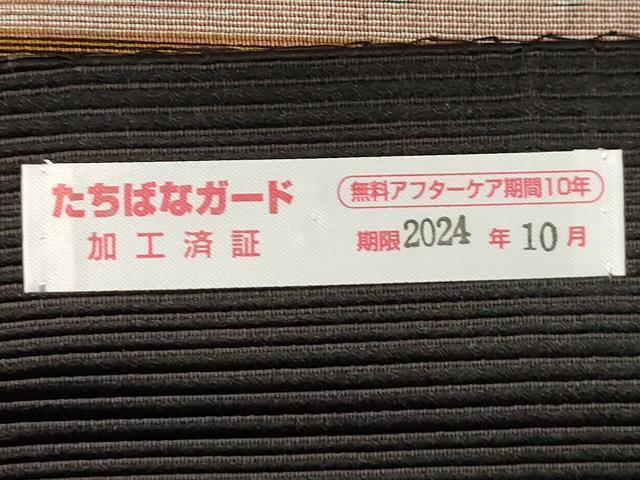 たちばなガード
加工済証
無料アフターケア期間10年
期限2024年10月